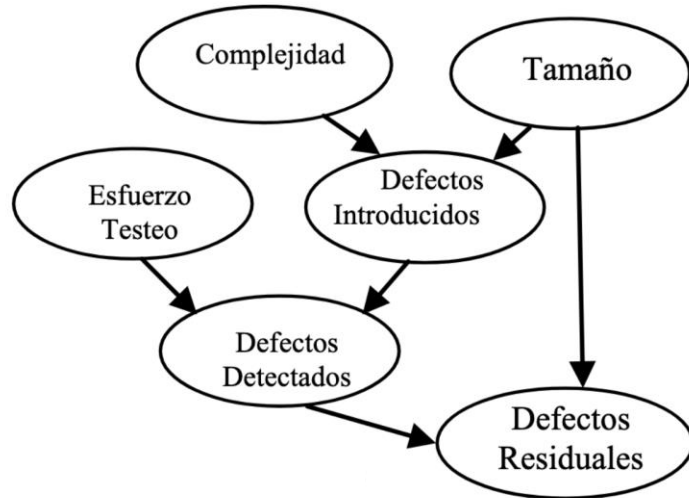 Complejidad
Tamaño
Esfuerzo
Testeo
Defectos
Introducidos
Defectos
Detectados
Defectos
Residuales